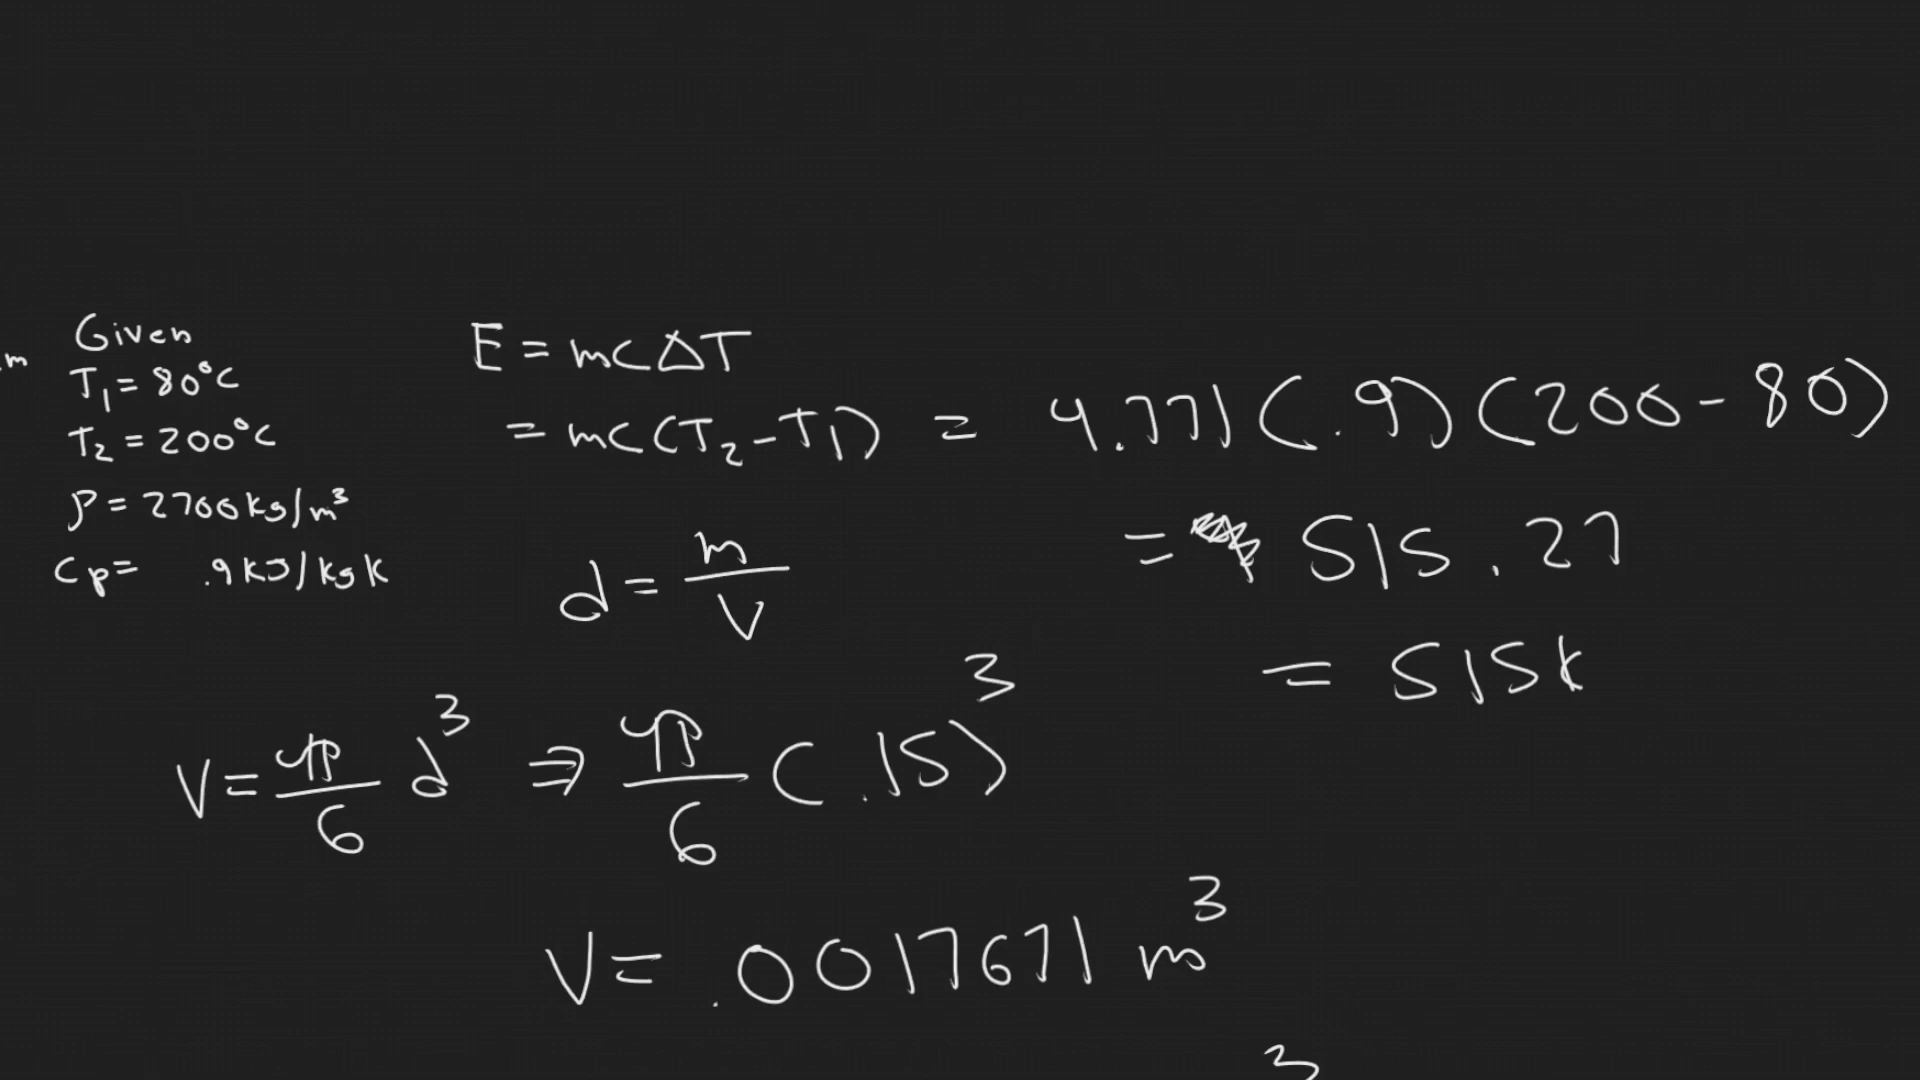 Given
m
T₁ = 80°C
T₂ = 200°C
ρ = 2700 kg/m³
Cp = .9 kJ/kg K
E = mCΔT
= mC(T₂-T₁) = 4.771(.9)(200-80)
= 515.27
= 515k
d = m/V
V = π/6 d³ ⇒ π/6 (.15)³
V = .0017671 m³
3